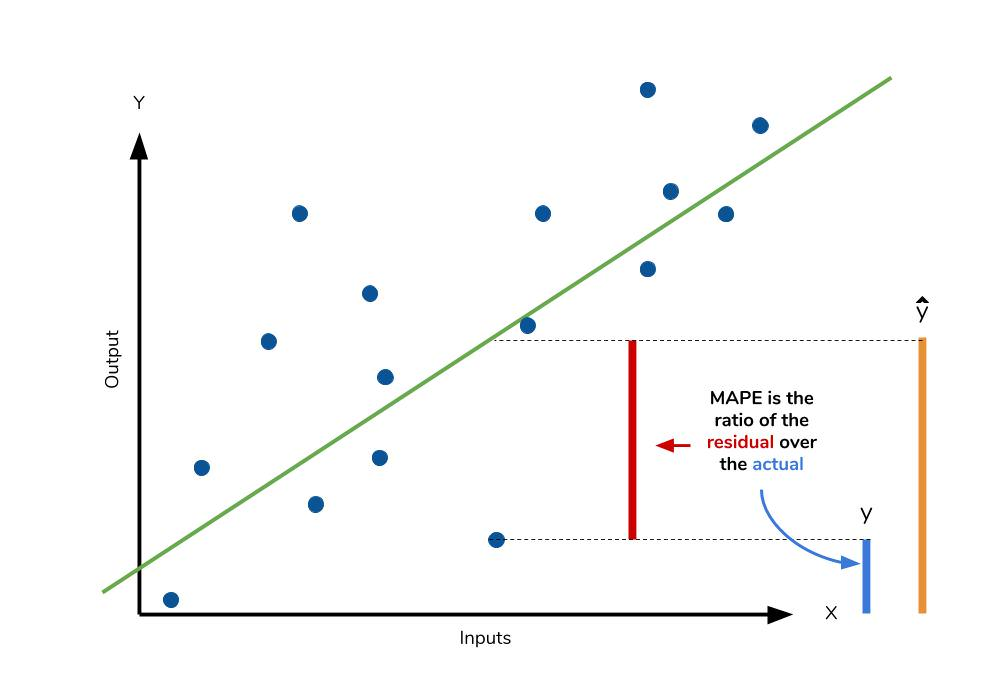 Y
Output
ŷ
MAPE is the
ratio of the
residual over
the actual
y
X
Inputs